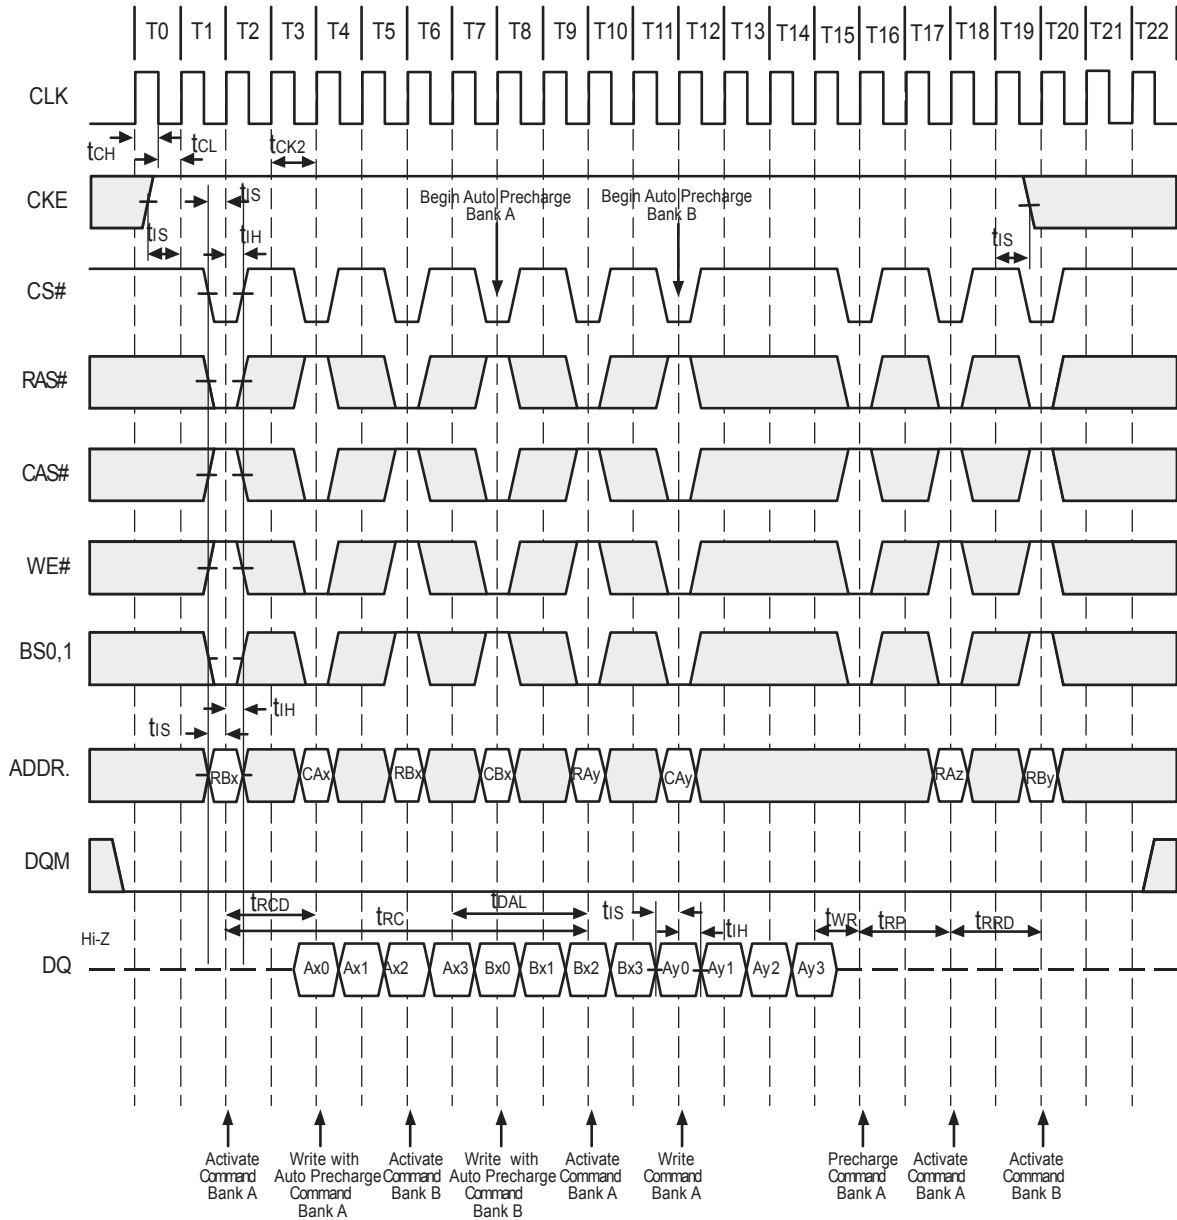 T0 T1 T2 T3 T4 T5 T6 T7 T8 T9 T10 T11 T12 T13 T14 T15 T16 T17 T18 T19 T20 T21 T22
CLK
tCH tCL tCK2
CKE
tIS
Begin Auto Precharge
Bank A
Begin Auto Precharge
Bank B
tIS tIH tIS
CS#
RAS#
CAS#
WE#
BS0,1
tIS tIH
ADDR.
RBx CAx RBx CBx RAy CAy RAz RBy
DQM
tRCD tRC tDAL tIS tIH tWR tRP tRRD
Hi-Z
DQ
Ax0 Ax1 Ax2 Ax3 Bx0 Bx1 Bx2 Bx3 Ay0 Ay1 Ay2 Ay3
Activate
Command
Bank A
Write with
Auto Precharge
Command
Bank A
Activate
Command
Bank B
Write with
Auto Precharge
Command
Bank B
Activate
Command
Bank A
Write
Command
Bank A
Precharge
Command
Bank A
Activate
Command
Bank A
Activate
Command
Bank B